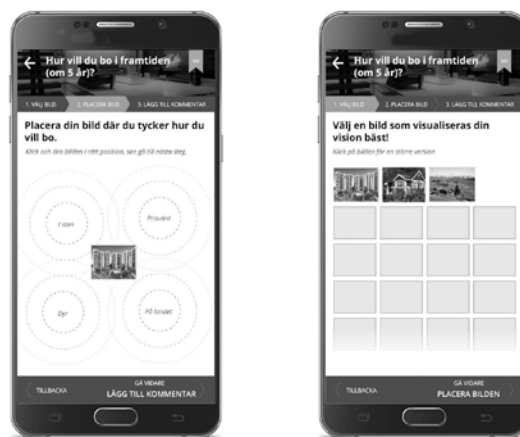 Hur vill du bo i framtiden
(om 5 år)?
1. VÄLJ BILD 2. PLACERA BILD 3. LÄGG TILL KOMMENTAR
Placera din bild där du tycker hur du
vill bo.
Klick och dra bilden i rätt position, sen gå till nästa steg.
I stan
Prisvärd
Dyr
På landet
TILLBACKA
GÅ VIDARE
LÄGG TILL KOMMENTAR
Hur vill du bo i framtiden
(om 5 år)?
1. VÄLJ BILD 2. PLACERA BILD 3. LÄGG TILL KOMMENTAR
Välj en bild som visualiseras din
vision bäst!
Klick på bilden för en större version
TILLBACKA
GÅ VIDARE
PLACERA BILDEN